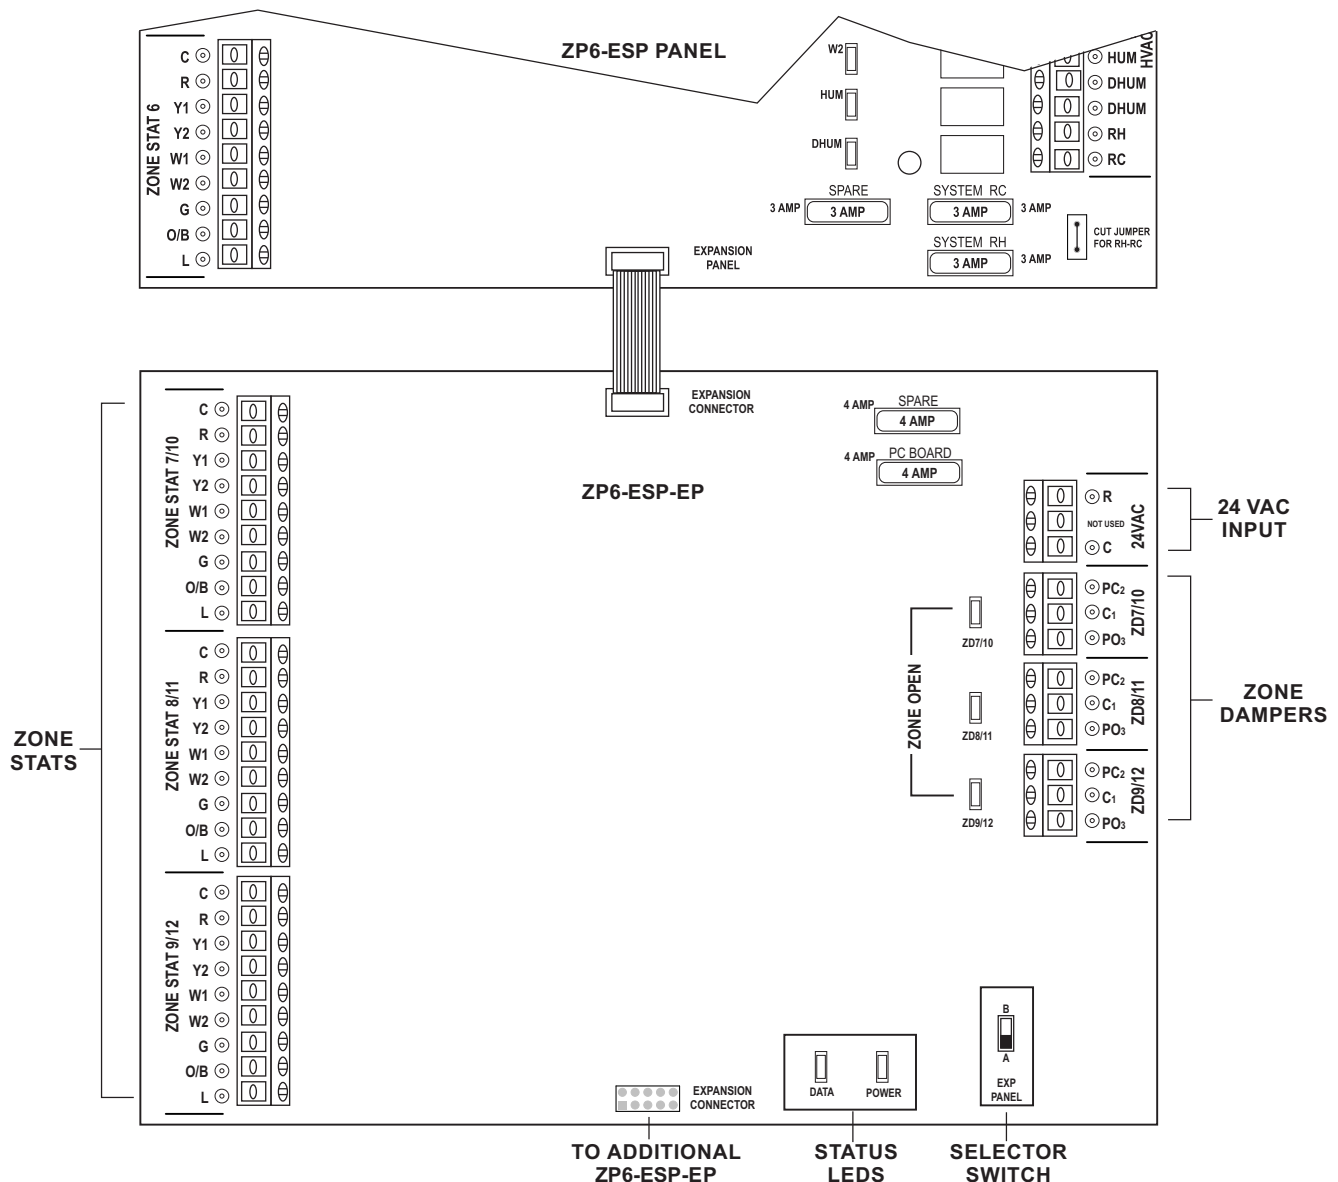 ZP6-ESP PANEL
ZONE STAT 6
C
R
Y1
Y2
W1
W2
G
O/B
L
W2
HUM
DHUM
HVAC
HUM
DHUM
DHUM
RH
RC
SPARE
3 AMP
3 AMP
SYSTEM RC
3 AMP
3 AMP
SYSTEM RH
3 AMP
3 AMP
CUT JUMPER
FOR RH-RC
EXPANSION
PANEL
EXPANSION
CONNECTOR
ZP6-ESP-EP
4 AMP
SPARE
4 AMP
4 AMP
PC BOARD
4 AMP
ZONE
STATS
ZONE STAT 7/10
C
R
Y1
Y2
W1
W2
G
O/B
L
ZONE STAT 8/11
C
R
Y1
Y2
W1
W2
G
O/B
L
ZONE STAT 9/12
C
R
Y1
Y2
W1
W2
G
O/B
L
R
NOT USED
C
24VAC
24 VAC
INPUT
PC2
C1
PO3
ZD7/10
PC2
C1
PO3
ZD8/11
PC2
C1
PO3
ZD9/12
ZONE
DAMPERS
ZONE OPEN
ZD7/10
ZD8/11
ZD9/12
EXPANSION
CONNECTOR
TO ADDITIONAL
ZP6-ESP-EP
DATA
POWER
STATUS
LEDS
B
A
EXP
PANEL
SELECTOR
SWITCH